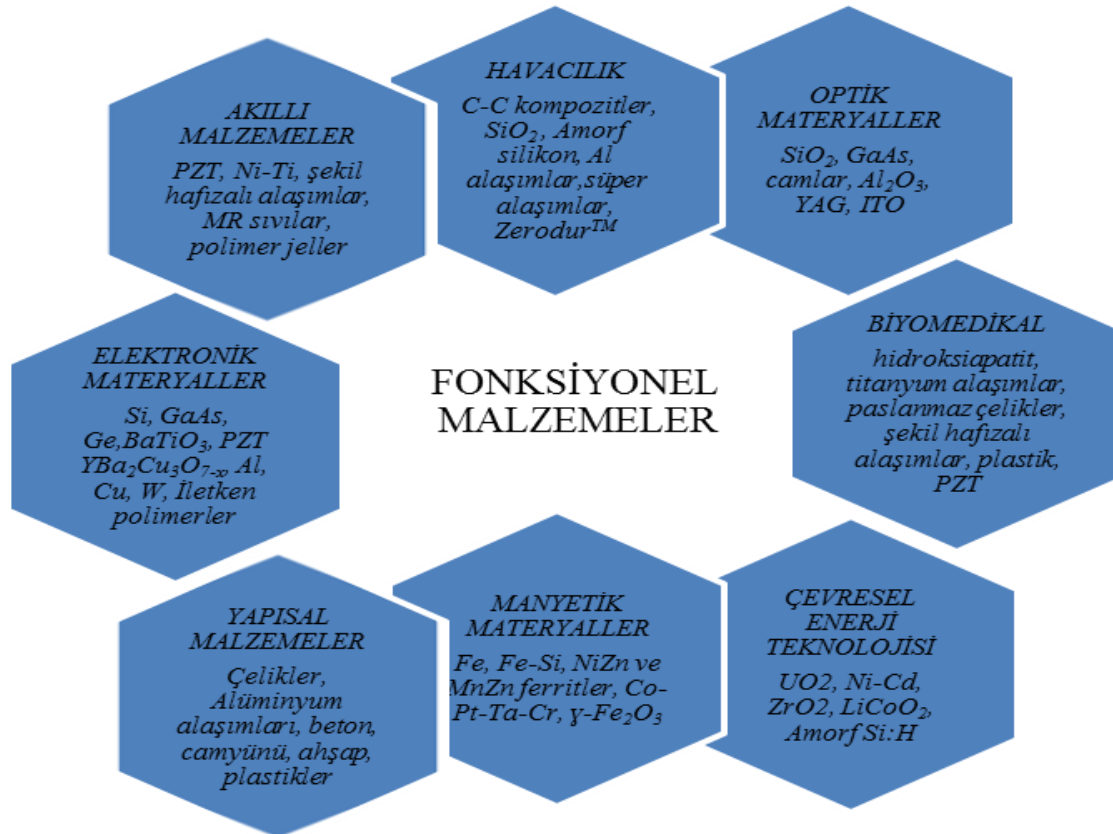 HAVACILIK
C-C kompozitler,
SiO₂, Amorf
silikon, Al
alaşımlar,süper
alaşımlar,
Zerodur™
OPTİK
MATERYALLER
SiO₂, GaAs,
camlar, Al₂O₃,
YAG, ITO
BİYOMEDİKAL
hidroksiapatit,
titanyum alaşımlar,
paslanmaz çelikler,
şekil hafızalı
alaşımlar, plastik,
PZT
ÇEVRESEL
ENERJİ
TEKNOLOJİSİ
UO2, Ni-Cd,
ZrO2, LiCoO₂,
Amorf Si:H
MANYETİK
MATERYALLER
Fe, Fe-Si, NiZn ve
MnZn ferritler, Co-
Pt-Ta-Cr, γ-Fe₂O₃
YAPISAL
MALZEMELER
Çelikler,
Alüminyum
alaşımları, beton,
camyünü, ahşap,
plastikler
ELEKTRONİK
MATERYALLER
Si, GaAs,
Ge,BaTiO₃, PZT
YBa₂Cu₃O₇₋ₓ, Al,
Cu, W, İletken
polimerler
AKILLI
MALZEMELER
PZT, Ni-Ti, şekil
hafızalı alaşımlar,
MR sıvılar,
polimer jeller
FONKSİYONEL
MALZEMELER